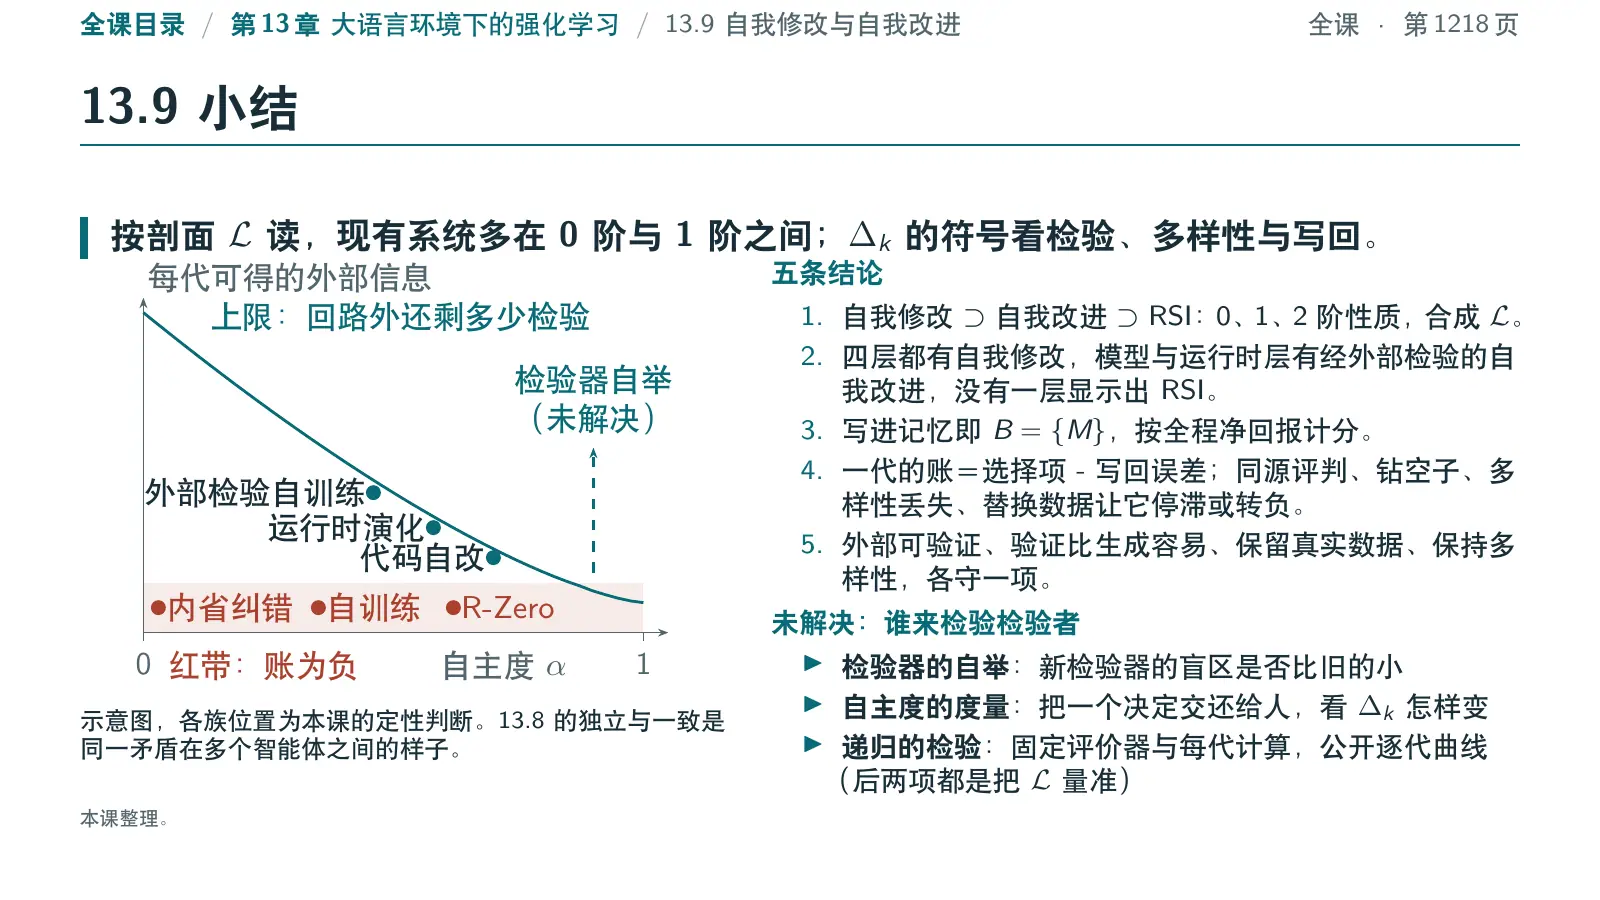 全课目录 / 第 13 章 大语言环境下的强化学习 / 13.9 自我修改与自我改进
全课 · 第 1218 页
13.9 小结
按剖面 ℒ 读，现有系统多在 0 阶与 1 阶之间；Δₖ 的符号看检验、多样性与写回。
每代可得的外部信息
上限：回路外还剩多少检验
检验器自举
（未解决）
外部检验自训练
运行时演化
代码自改
内省纠错 自训练 R-Zero
0 红带：账为负 自主度 α 1
示意图，各族位置为本课的定性判断。13.8 的独立与一致是
同一矛盾在多个智能体之间的样子。
五条结论
1. 自我修改 ⊃ 自我改进 ⊃ RSI：0、1、2 阶性质，合成 ℒ。
2. 四层都有自我修改，模型与运行时层有经外部检验的自
我改进，没有一层显示出 RSI。
3. 写进记忆即 B = {M}，按全程净回报计分。
4. 一代的账＝选择项 - 写回误差；同源评判、钻空子、多
样性丢失、替换数据让它停滞或转负。
5. 外部可验证、验证比生成容易、保留真实数据、保持多
样性，各守一项。
未解决：谁来检验检验者
▶ 检验器的自举：新检验器的盲区是否比旧的小
▶ 自主度的度量：把一个决定交还给人，看 Δₖ 怎样变
▶ 递归的检验：固定评价器与每代计算，公开逐代曲线
（后两项都是把 ℒ 量准）
本课整理。